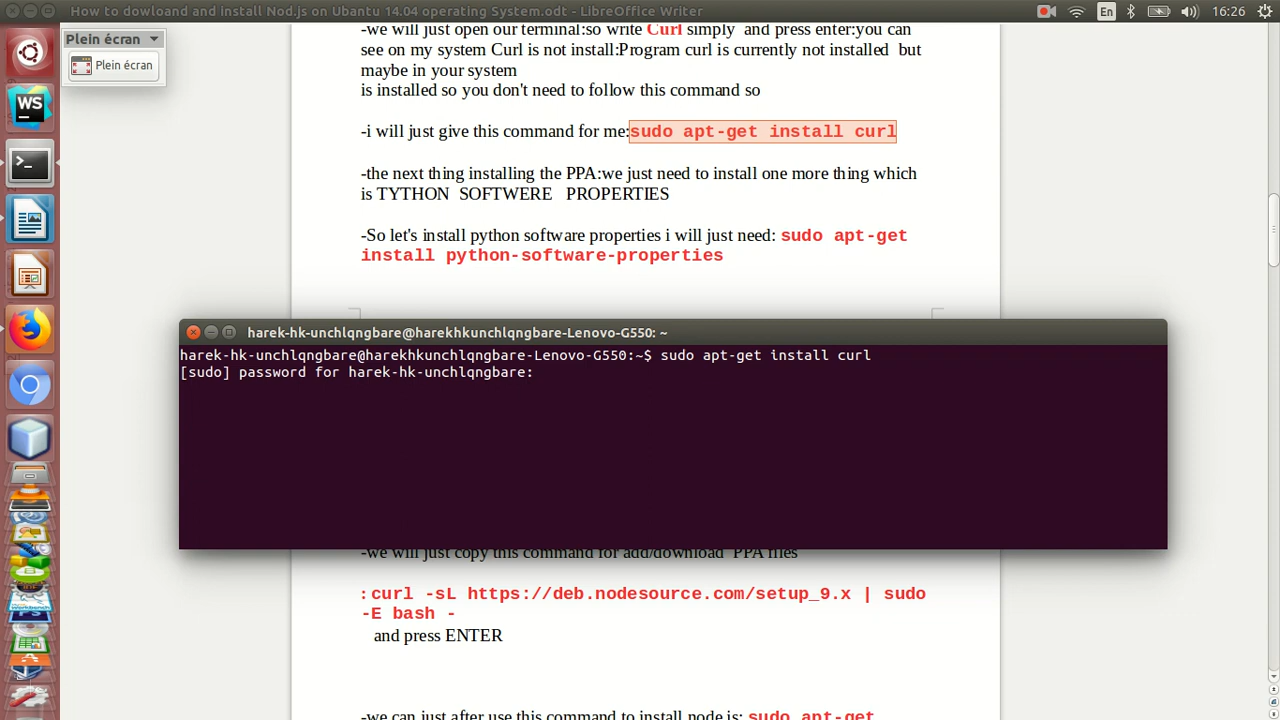 How to dowloand and install Nod.js on Ubantu 14.04 operating System.odt - LibreOffice Writer
En
16:26
Plein écran
Plein écran
-we will just open our terminal:so write Curl simply and press enter:you can
see on my system Curl is not install:Program curl is currently not installed but
maybe in your system
is installed so you don't need to follow this command so
-i will just give this command for me:sudo apt-get install curl
-the next thing installing the PPA:we just need to install one more thing which
is TYTHON SOFTWERE PROPERTIES
-So let's install python software properties i will just need: sudo apt-get
install python-software-properties
harek-hk-unchlqngbare@harekhkunchlqngbare-Lenovo-G550: ~
harek-hk-unchlqngbare@harekhkunchlqngbare-Lenovo-G550:~$ sudo apt-get install curl
[sudo] password for harek-hk-unchlqngbare:
-we will just copy this command for add/download PPA files
:curl -sL https://deb.nodesource.com/setup_9.x | sudo
-E bash -
and press ENTER
-we can just after use this command to install node is: sudo apt-get
WS